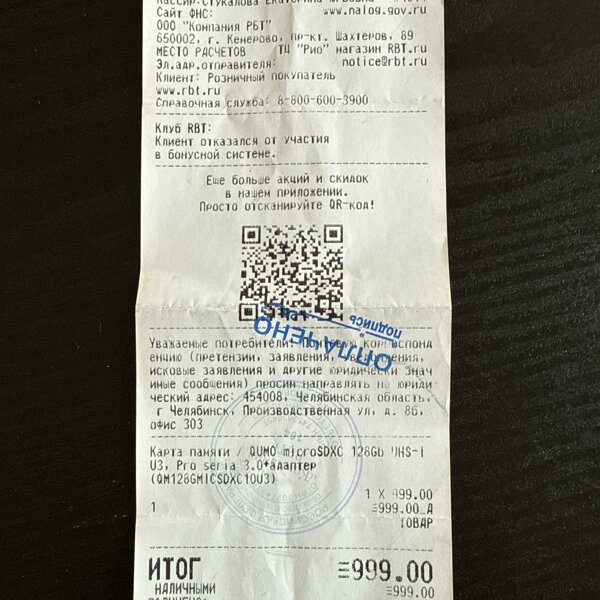 Сайт ФНС: www.nalog.gov.ru
ООО "Компания РБТ"
650002, г. Кемерово, пр-кт. Шахтеров, 89
МЕСТО РАСЧЕТОВ ТЦ "Рио" магазин RBT.ru
Эл.адр.отправителя: notice@rbt.ru
Клиент: Розничный покупатель
www.rbt.ru
Справочная служба: 8-800-600-3900
Клуб RBT:
Клиент отказался от участия
в бонусной системе.
Еше больше акций и скидок
в нашем приложении.
Просто отсканируйте QR-код!
ОПЛАЧЕНО
подпись
Уважаемые потребители:
денцию (претензии, заявления,
исковые заявления и другие юридически Знач
имые сообщения) просим направлять на юриди
ческий адрес: 454008, Челябинская область,
г Челябинск, Производственная ул, д. 8Б,
офис 303
Карта памяти / QUMO microSDXC 128Gb UHS-I
U3, Pro seria 3.0+адаптер
(QM128GMICSDXC10U3)
1 X 999.00
1 =999.00_А
ТОВАР
ИТОГ =999.00
НАЛИЧНЫМИ =999.00